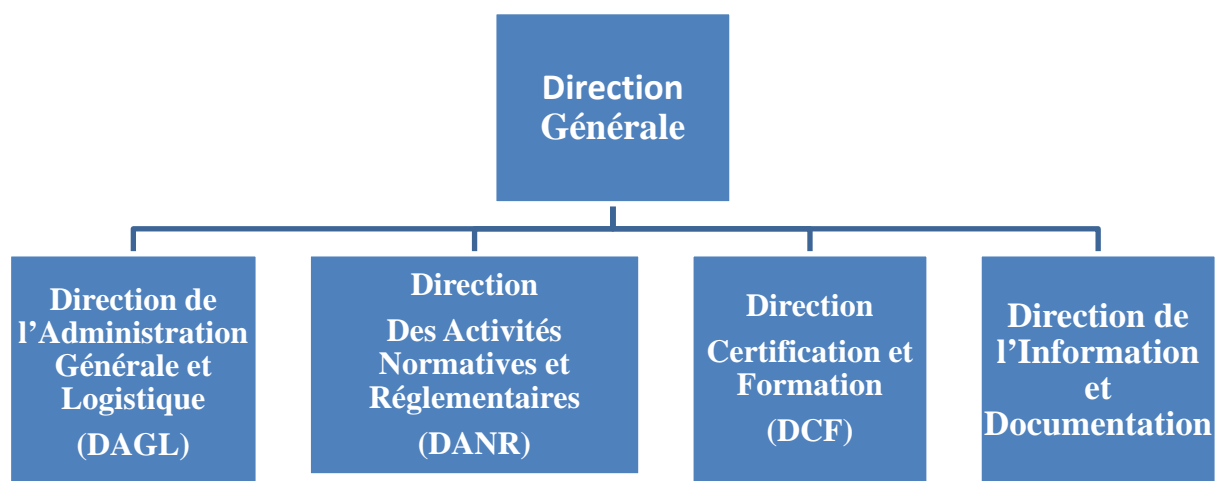 Direction
Générale
Direction de
l’Administration
Générale et
Logistique
(DAGL)
Direction
Des Activités
Normatives et
Réglementaires
(DANR)
Direction
Certification et
Formation
(DCF)
Direction de
l’Information
et
Documentation